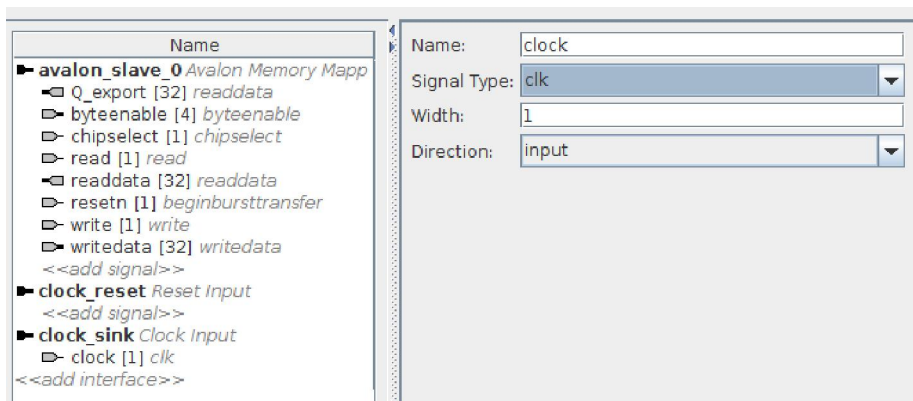 Name
avalon_slave_0 Avalon Memory Mapp
Q_export [32] readdata
byteenable [4] byteenable
chipselect [1] chipselect
read [1] read
readdata [32] readdata
resetn [1] beginbursttransfer
write [1] write
writedata [32] writedata
<<add signal>>
clock_reset Reset Input
<<add signal>>
clock_sink Clock Input
clock [1] clk
<<add interface>>
Name: clock
Signal Type: clk
Width: 1
Direction: input